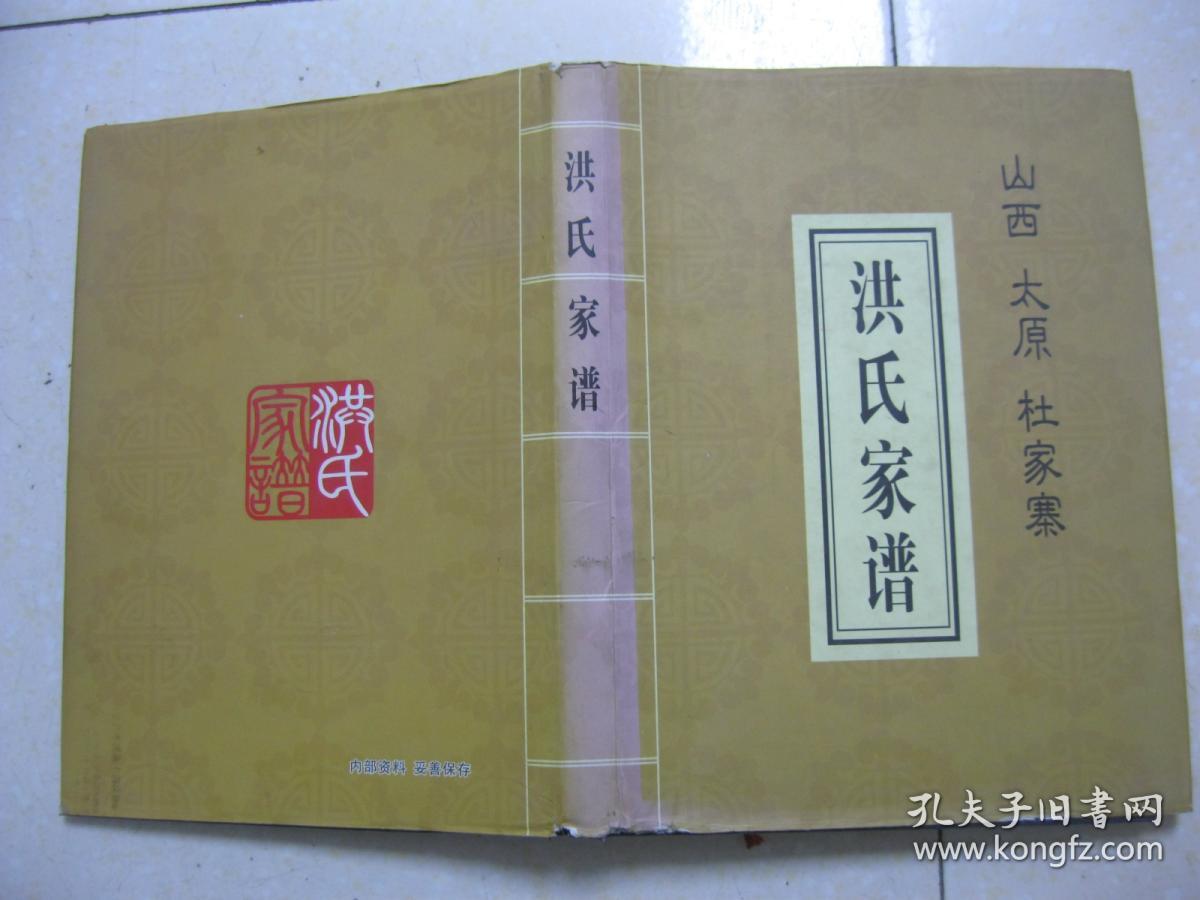 山西 太原 杜家寨
洪氏家谱
洪氏家谱
洪氏
家譜
内部资料 妥善保存
孔夫子旧书网
www.kongfz.com